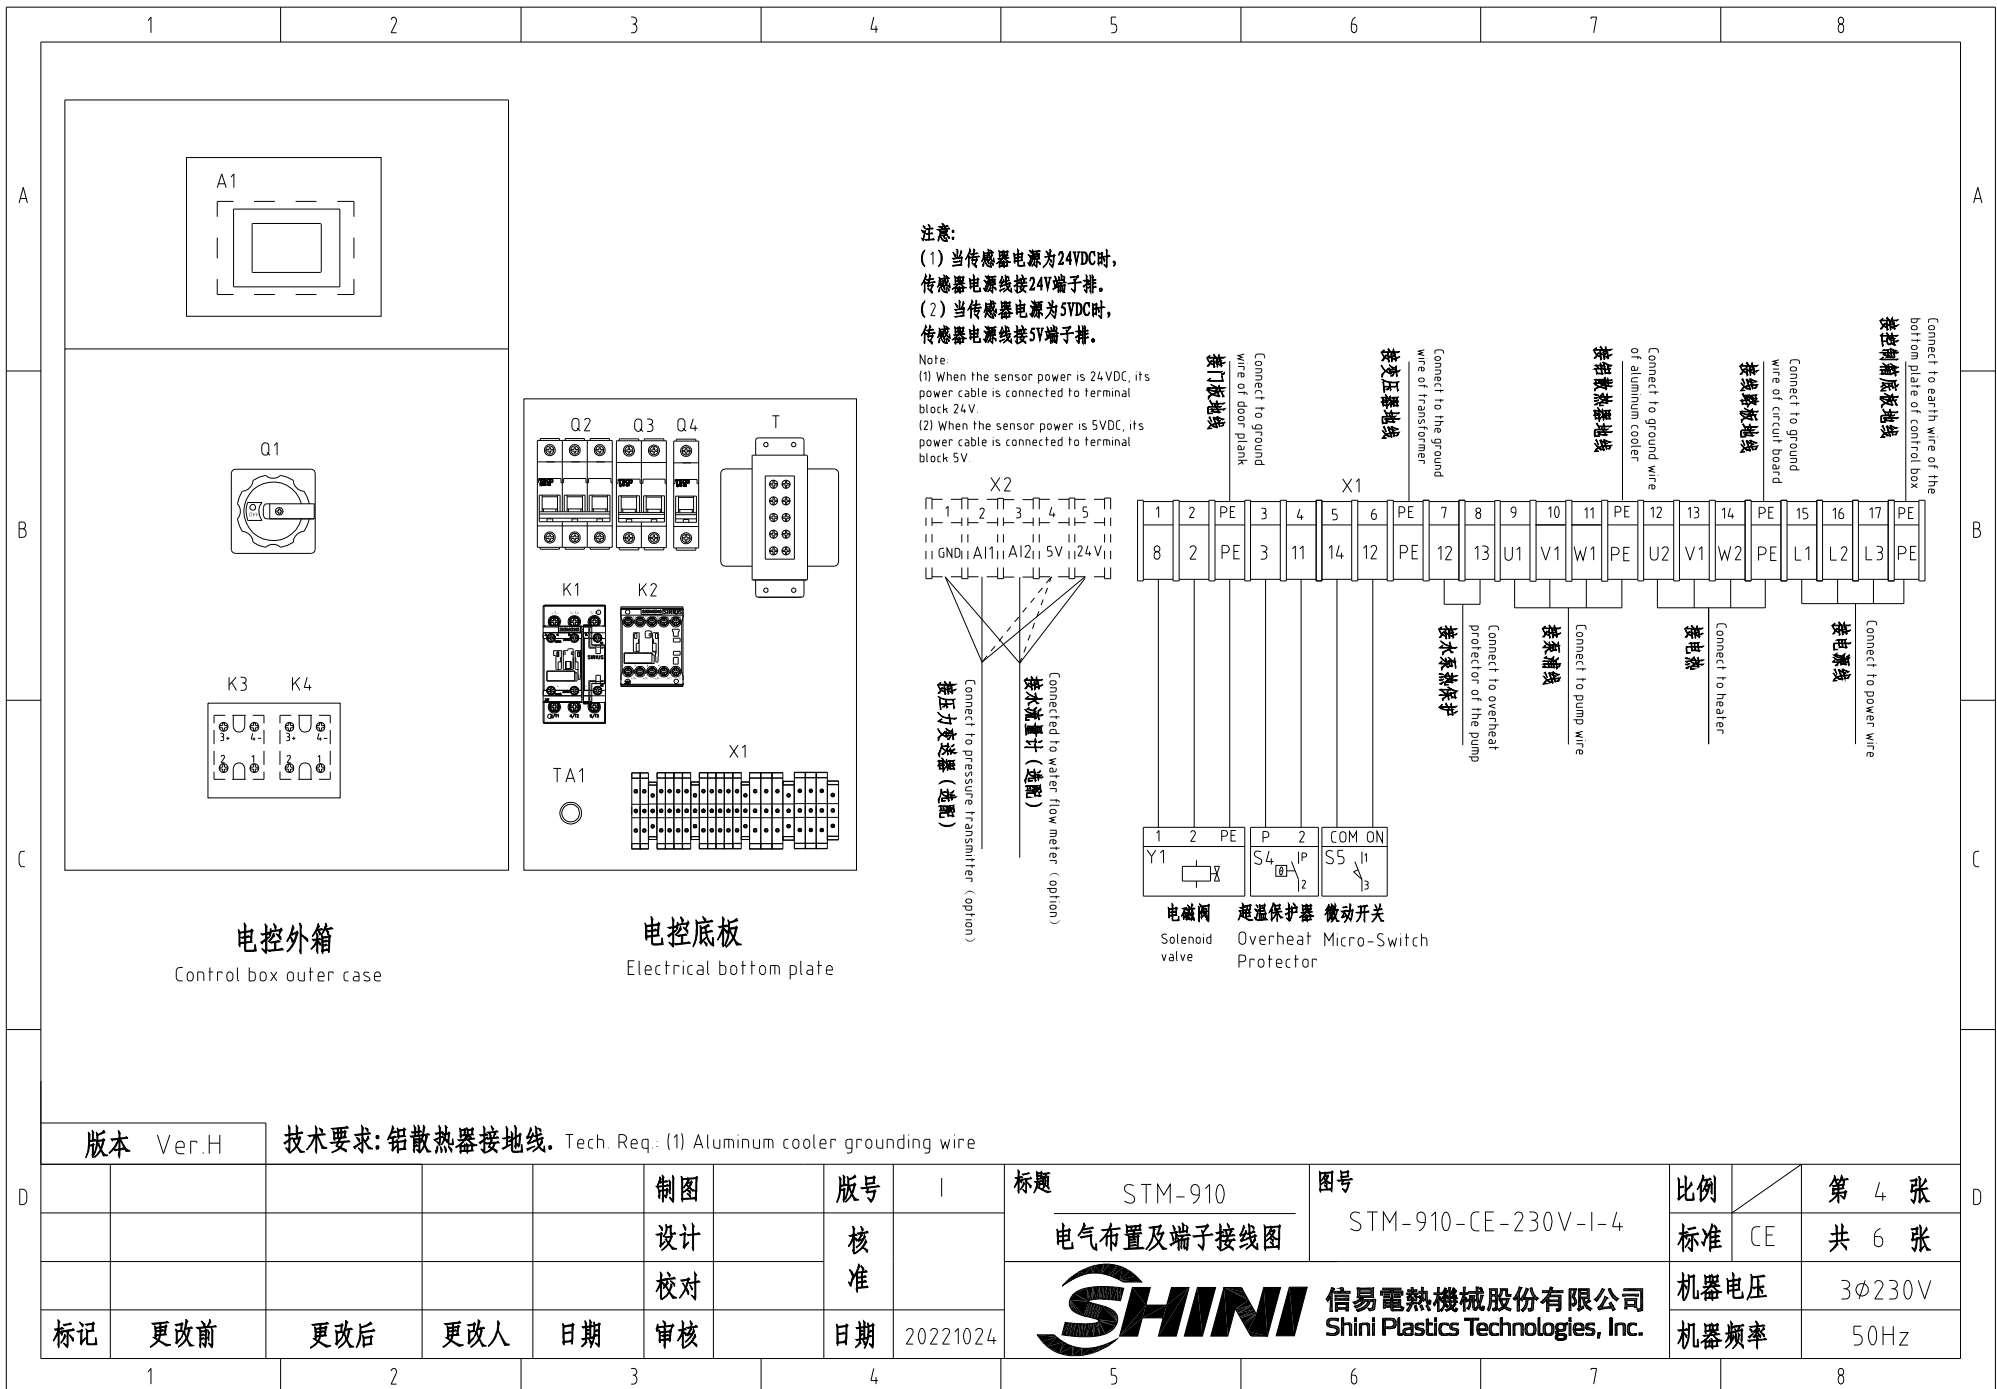 1 2 3 4 5 6 7 8
A A
B B
C C
D D
A1
Q1
K3 K4
3+ 4- 3+ 4-
2 1 2 1
电控外箱
Control box outer case
Q2 Q3 Q4 T
K1 K2
TA1
X1
电控底板
Electrical bottom plate
注意:
(1) 当传感器电源为24VDC时,
传感器电源线接24V端子排.
(2) 当传感器电源为5VDC时,
传感器电源线接5V端子排.
Note:
(1) When the sensor power is 24VDC, its
power cable is connected to terminal
block 24V.
(2) When the sensor power is 5VDC, its
power cable is connected to terminal
block 5V.
X2
1 2 3 4 5
GND AI1 AI2 5V 24V
接压力变送器(选配)
Connect to pressure transmitter (option)
接水流量计(选配)
Connected to water flow meter (option)
接门板地线
Connect to ground
wire of door plank
接变压器地线
Connect to the ground
wire of transformer
接铝散热器地线
Connect to ground wire
of aluminum cooler
接线路板地线
Connect to ground
wire of circuit board
接控制箱底板地线
Connect to earth wire of the
bottom plate of control box
X1
1 2 PE 3 4 5 6 PE 7 8 9 10 11 PE 12 13 14 PE 15 16 17 PE
8 2 PE 3 11 14 12 PE 12 13 U1 V1 W1 PE U2 V1 W2 PE L1 L2 L3 PE
接水泵热保护
Connect to overheat
protector of the pump
接泵浦线
Connect to pump wire
接电热
Connect to heater
接电源线
Connect to power wire
1 2 PE P 2 COM ON
Y1 S4 P 2 S5 1 3
电磁阀 超温保护器 微动开关
Solenoid
valve
Overheat
Protector
Micro-Switch
版本 Ver.H
技术要求: 铝散热器接地线. Tech. Req.: (1) Aluminum cooler grounding wire
制图 版号 I
设计 核准
校对
标记 更改前 更改后 更改人 日期 审核 日期 20221024
标题 STM-910
电气布置及端子接线图
图号 STM-910-CE-230V-I-4
比例 第 4 张
标准 CE 共 6 张
机器电压 3φ230V
机器频率 50Hz
SHINI
信易電熱機械股份有限公司
Shini Plastics Technologies, Inc.
1 2 3 4 5 6 7 8